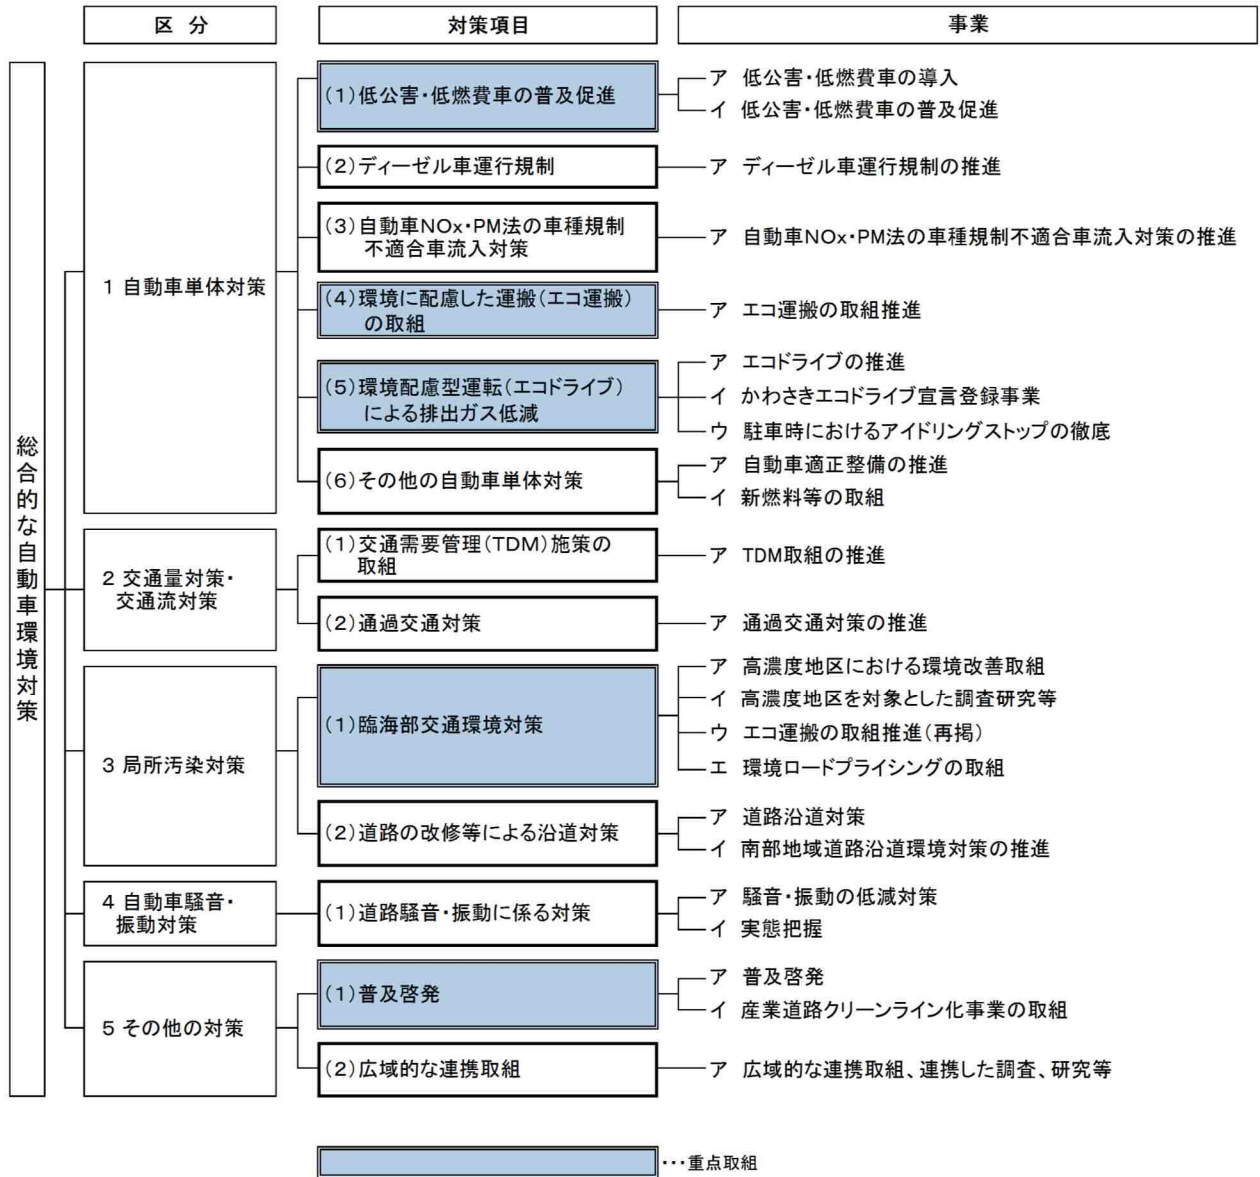 区 分
対策項目
事業
総合的な自動車環境対策
1 自動車単体対策
(1)低公害・低燃費車の普及促進
ア 低公害・低燃費車の導入
イ 低公害・低燃費車の普及促進
(2)ディーゼル車運行規制
ア ディーゼル車運行規制の推進
(3)自動車NOx・PM法の車種規制
不適合車流入対策
ア 自動車NOx・PM法の車種規制不適合車流入対策の推進
(4)環境に配慮した運搬(エコ運搬)
の取組
ア エコ運搬の取組推進
(5)環境配慮型運転(エコドライブ)
による排出ガス低減
ア エコドライブの推進
イ かわさきエコドライブ宣言登録事業
ウ 駐車時におけるアイドリングストップの徹底
(6)その他の自動車単体対策
ア 自動車適正整備の推進
イ 新燃料等の取組
2 交通量対策・
交通流対策
(1)交通需要管理(TDM)施策の
取組
ア TDM取組の推進
(2)通過交通対策
ア 通過交通対策の推進
3 局所汚染対策
(1)臨海部交通環境対策
ア 高濃度地区における環境改善取組
イ 高濃度地区を対象とした調査研究等
ウ エコ運搬の取組推進(再掲)
エ 環境ロードプライシングの取組
(2)道路の改修等による沿道対策
ア 道路沿道対策
イ 南部地域道路沿道環境対策の推進
4 自動車騒音・
振動対策
(1)道路騒音・振動に係る対策
ア 騒音・振動の低減対策
イ 実態把握
5 その他の対策
(1)普及啓発
ア 普及啓発
イ 産業道路クリーンライン化事業の取組
(2)広域的な連携取組
ア 広域的な連携取組、連携した調査、研究等
・・・重点取組